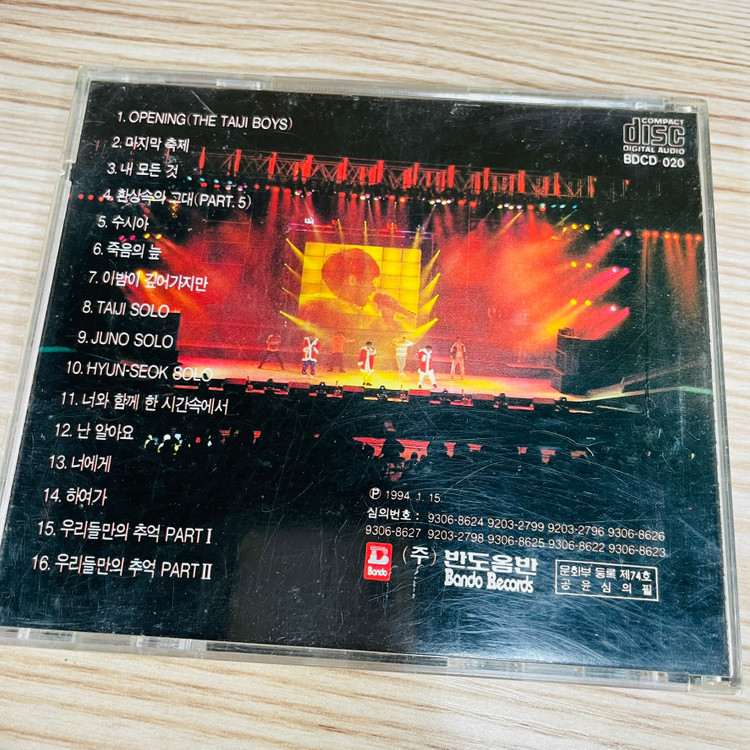 1. OPENING(THE TAIJI BOYS)
2. 마지막 축제
3. 내 모든 것
4. 환상속의 그대(PART. 5)
5. 수시아
6. 죽음의 늪
7. 이밤이 깊어가지만
8. TAIJI SOLO
9. JUNO SOLO
10. HYUN-SEOK SOLO
11. 너와 함께 한 시간속에서
12. 난 알아요
13. 너에게
14. 하여가
15. 우리들만의 추억 PART I
16. 우리들만의 추억 PART II
COMPACT
disc
DIGITAL AUDIO
BDCD-020
Ⓟ 1994. 1. 15.
심의번호 : 9306-8624 9203-2799 9203-2796 9306-8626
9306-8627 9203-2798 9306-8625 9306-8622 9306-8623
B
Bando
(주) 반도음반
Bando Records
문화부 등록 제74호
공 윤 심 의 필